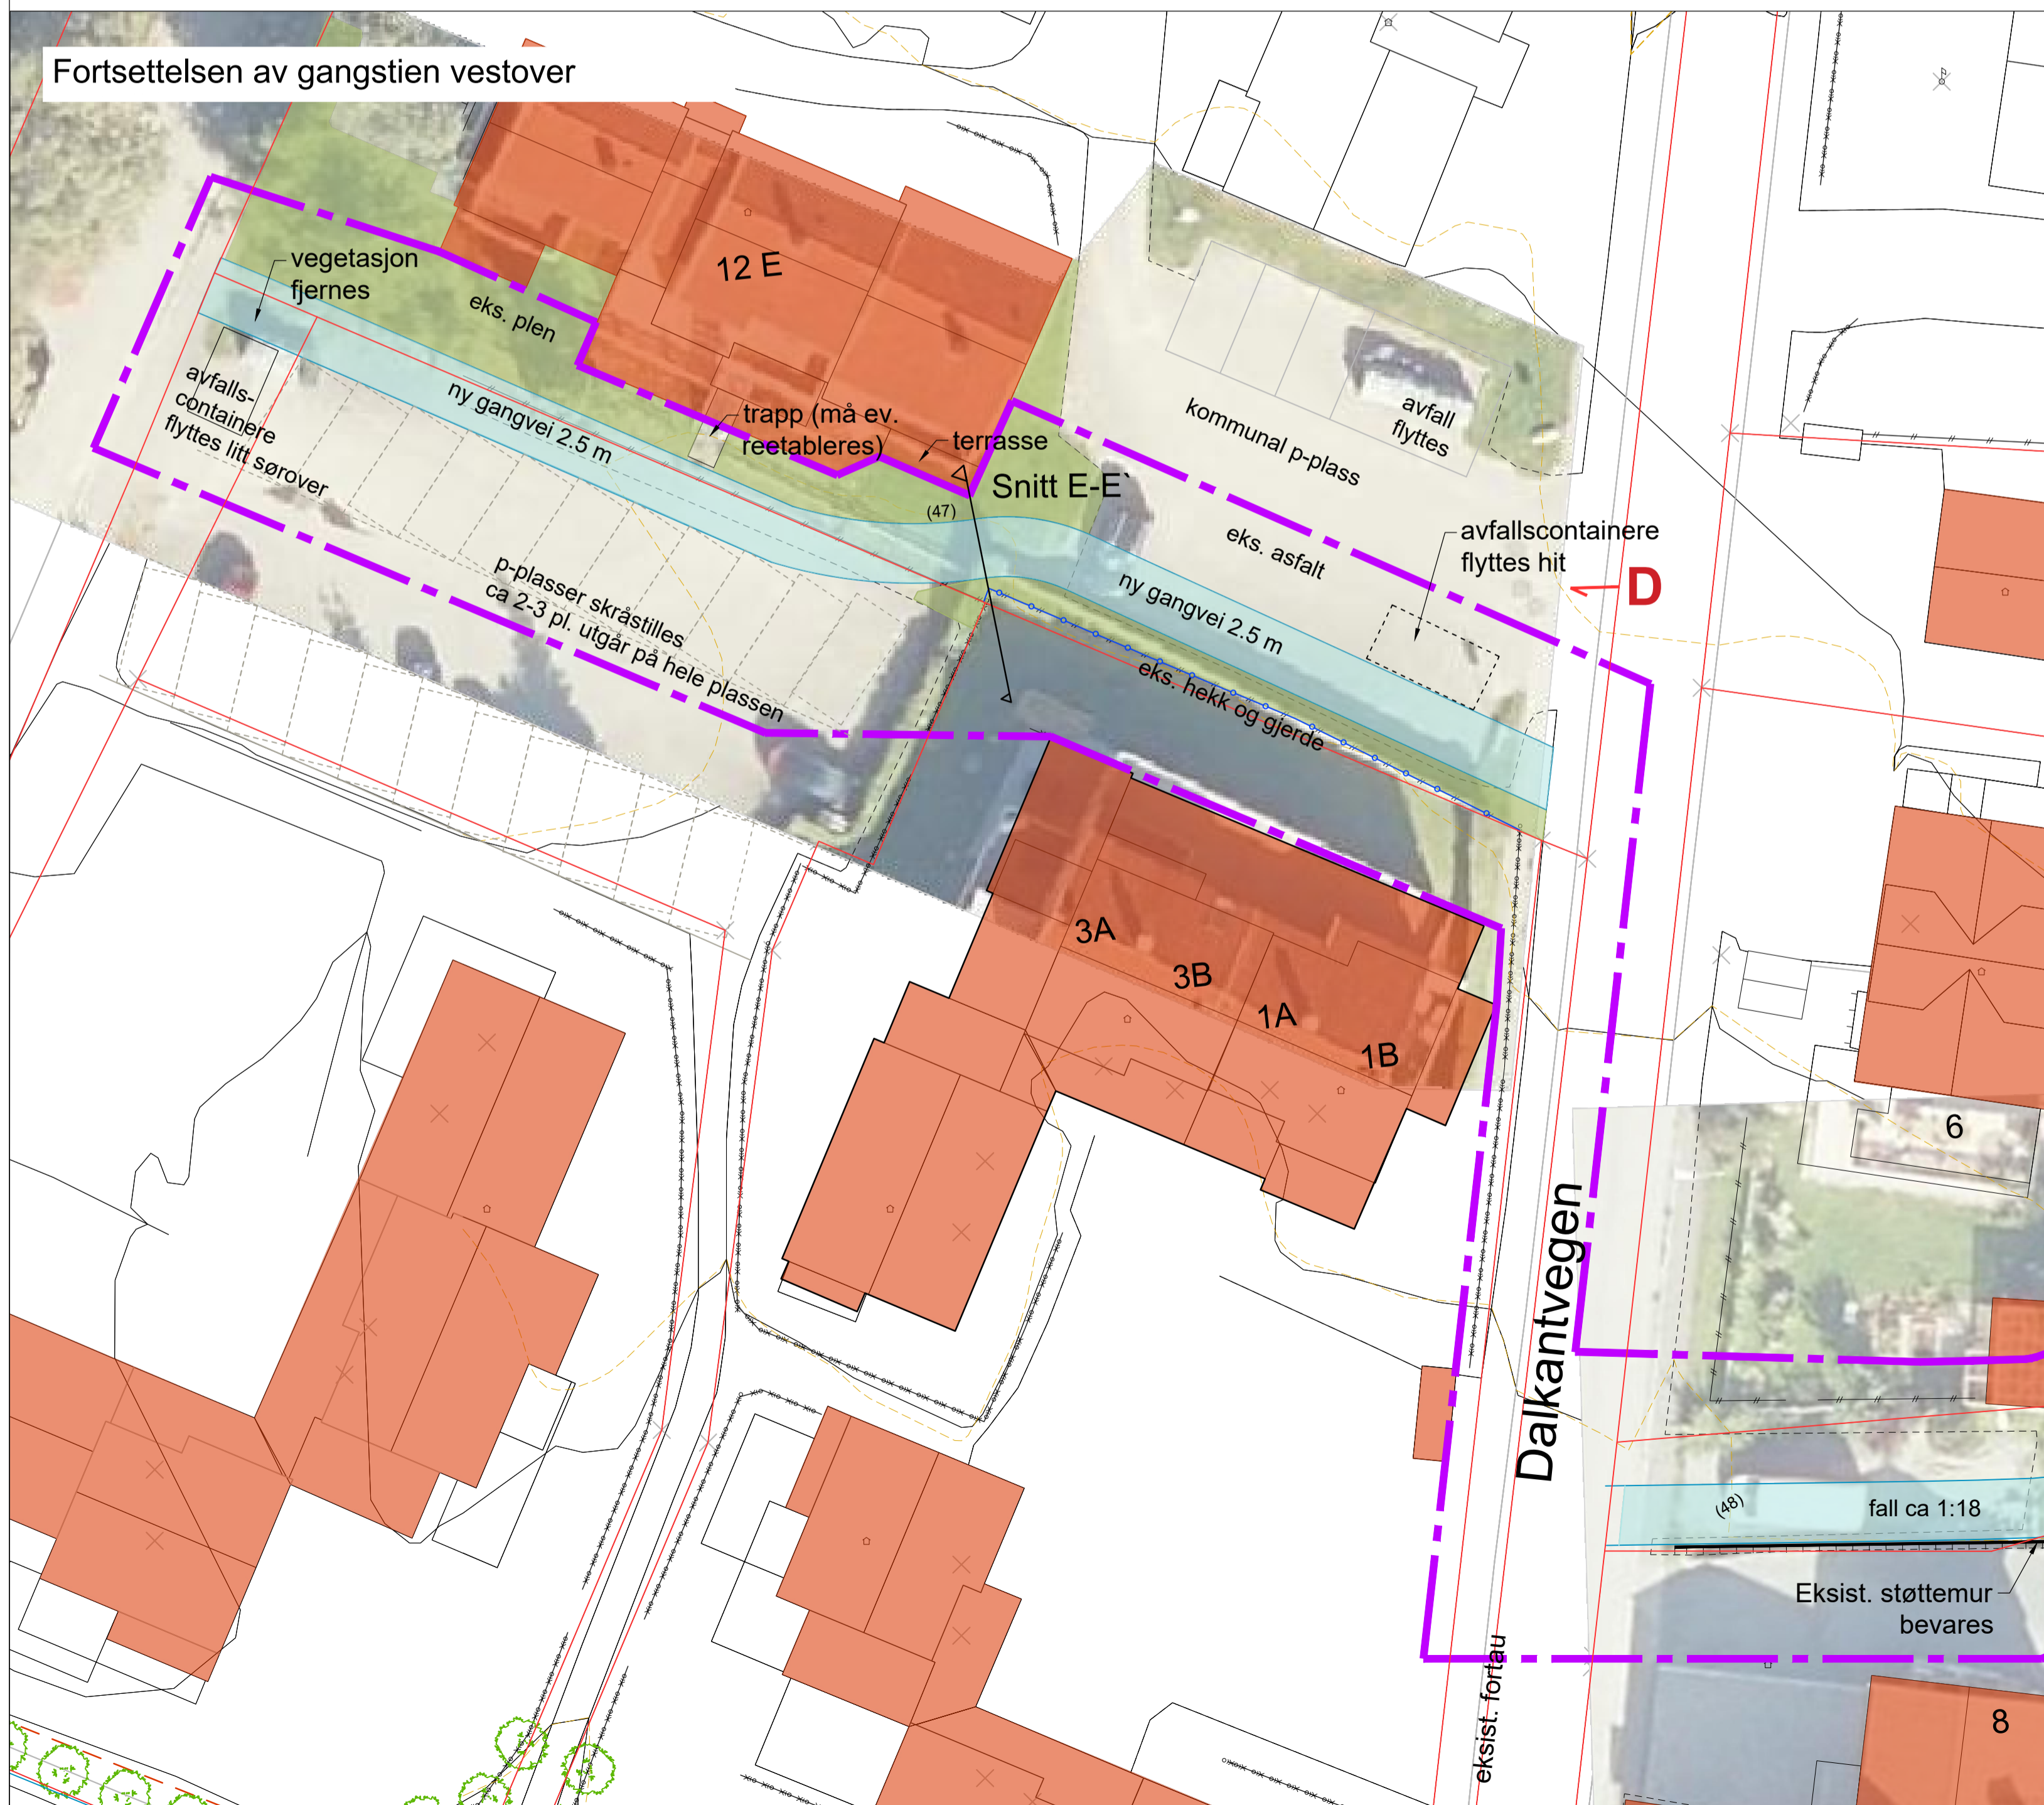 Fortsettelsen av gangstien vestover
vegetasjon
fjernes
12 E
eks. plen
avfalls-
containere
flyttes litt sørover
ny gangvei 2.5 m
trapp (må ev.
reetableres)
terrasse
Snitt E-E`
(47)
kommunal p-plass
avfall
flyttes
eks. asfalt
avfallscontainere
flyttes hit
D
p-plasser skråstilles
ca 2-3 pl. utgår på hele plassen
ny gangvei 2.5 m
eks. hekk og gjerde
3A
3B
1A
1B
6
Dalkantvegen
(48)
fall ca 1:18
Eksist. støttemur
bevares
eksist. fortau
8